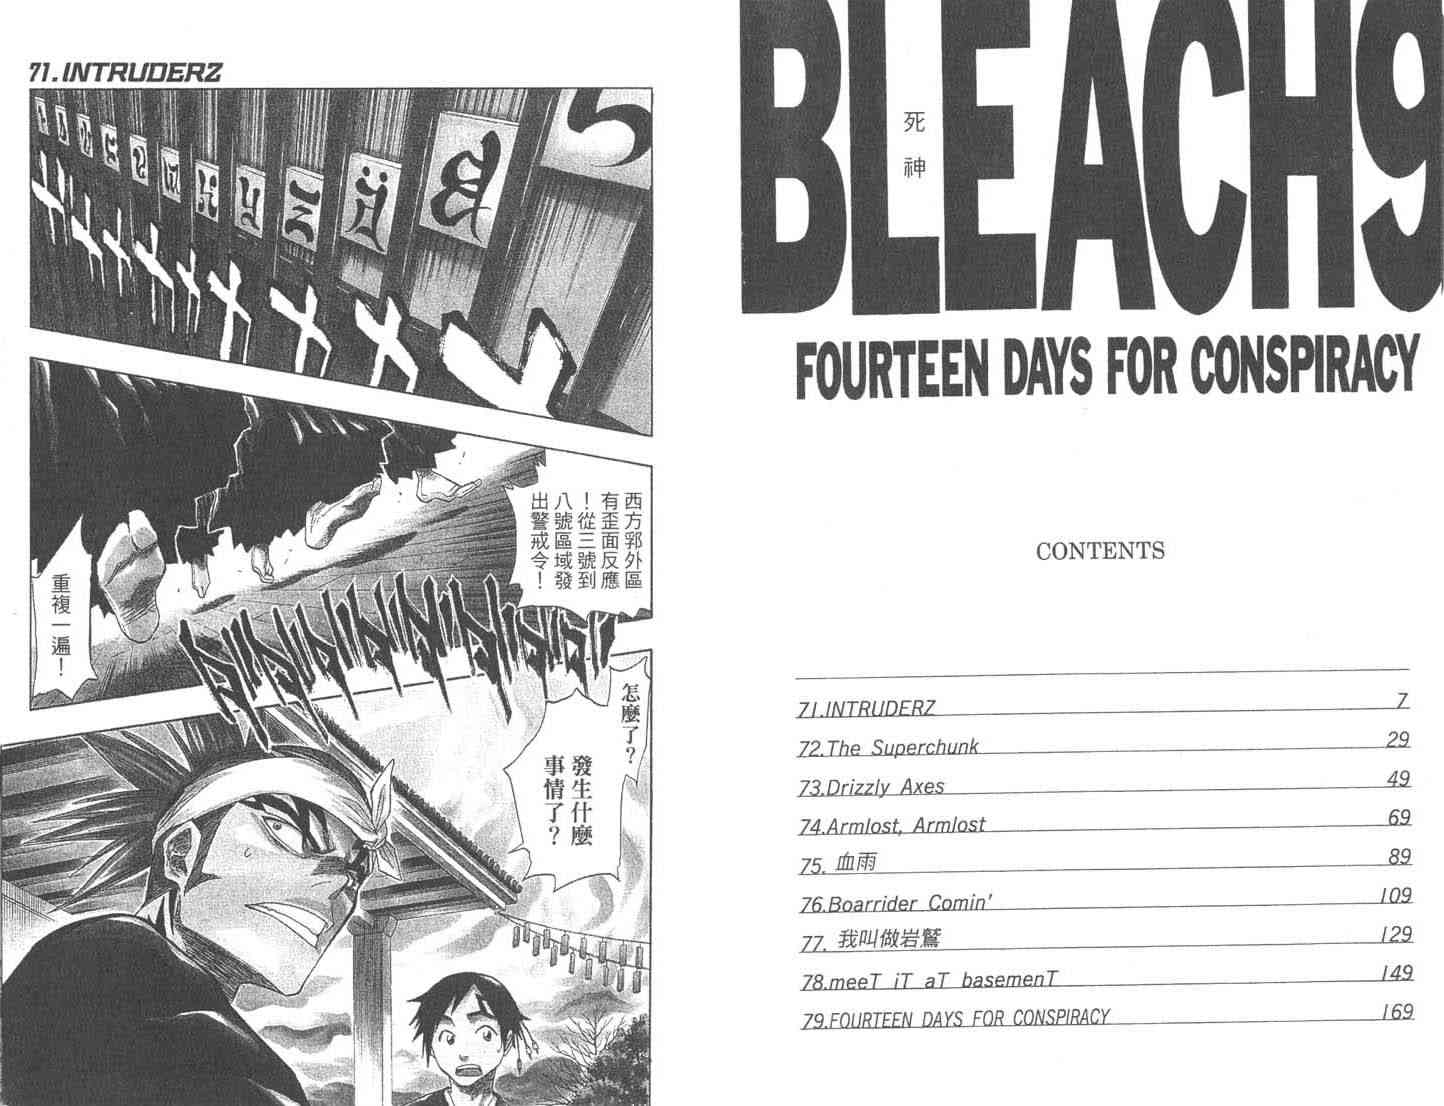 BLEACH9
死神
FOURTEEN DAYS FOR CONSPIRACY
CONTENTS
71.INTRUDERZ 7
72.The Superchunk 29
73.Drizzly Axes 49
74.Armlost, Armlost 69
75. 血雨 89
76.Boarrider Comin' 109
77. 我叫做岩鷲 129
78.meeT iT aT basemenT 149
79.FOURTEEN DAYS FOR CONSPIRACY 169
71.INTRUDERZ
西方郛外區
有歪面反應
！從三號到
八號區域發
出警戒令！
重複一遍！
怎麼了？
發生什麼
事情了？